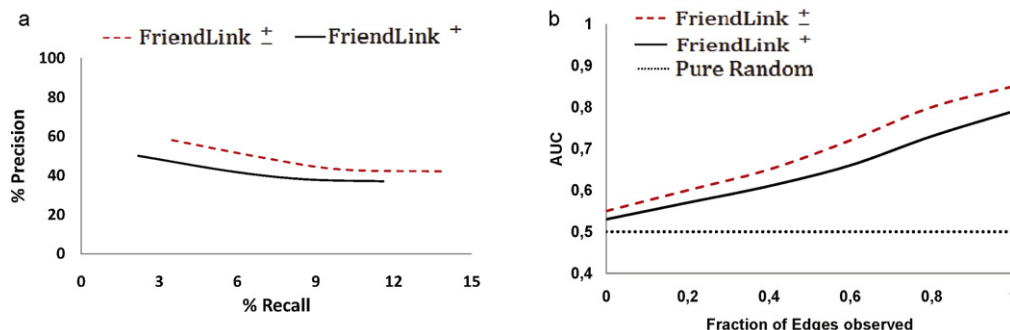 a
FriendLink ± FriendLink +
100
80
60
40
20
0
% Precision
0 3 6 9 12 15
% Recall
b
FriendLink ±
FriendLink +
Pure Random
1
0,9
0,8
0,7
0,6
0,5
0,4
AUC
0 0,2 0,4 0,6 0,8
Fraction of Edges observed